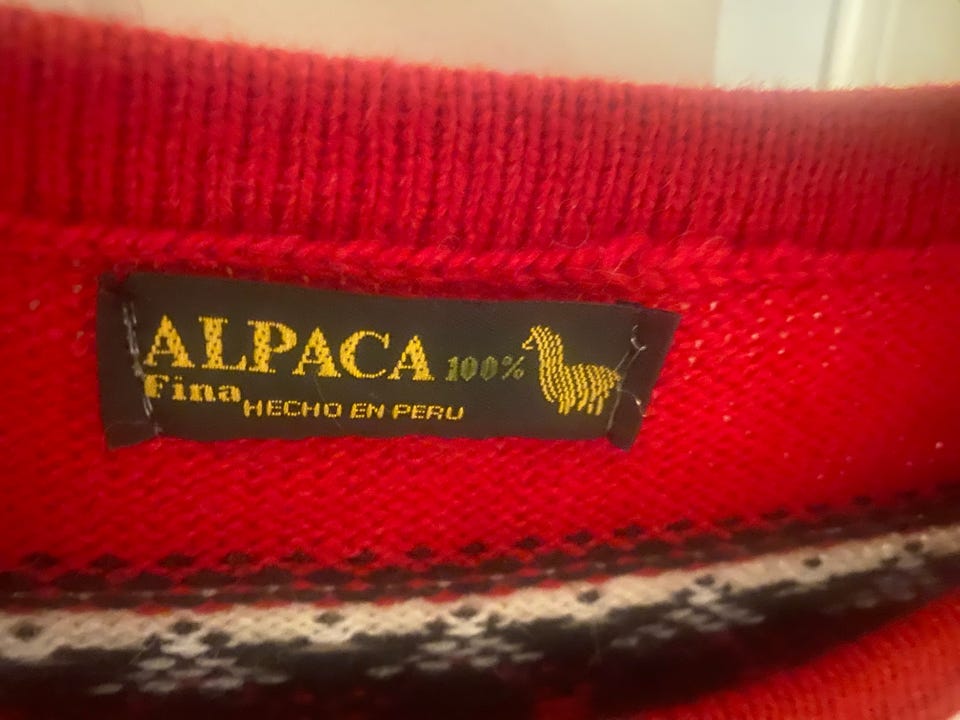 ALPACA 100%
Fina
HECHO EN PERU